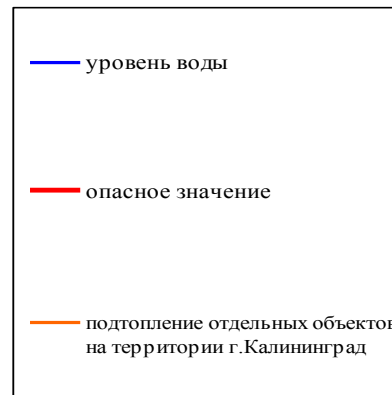 уровень воды
опасное значение
подтопление отдельных объектов
на территории г.Калининград